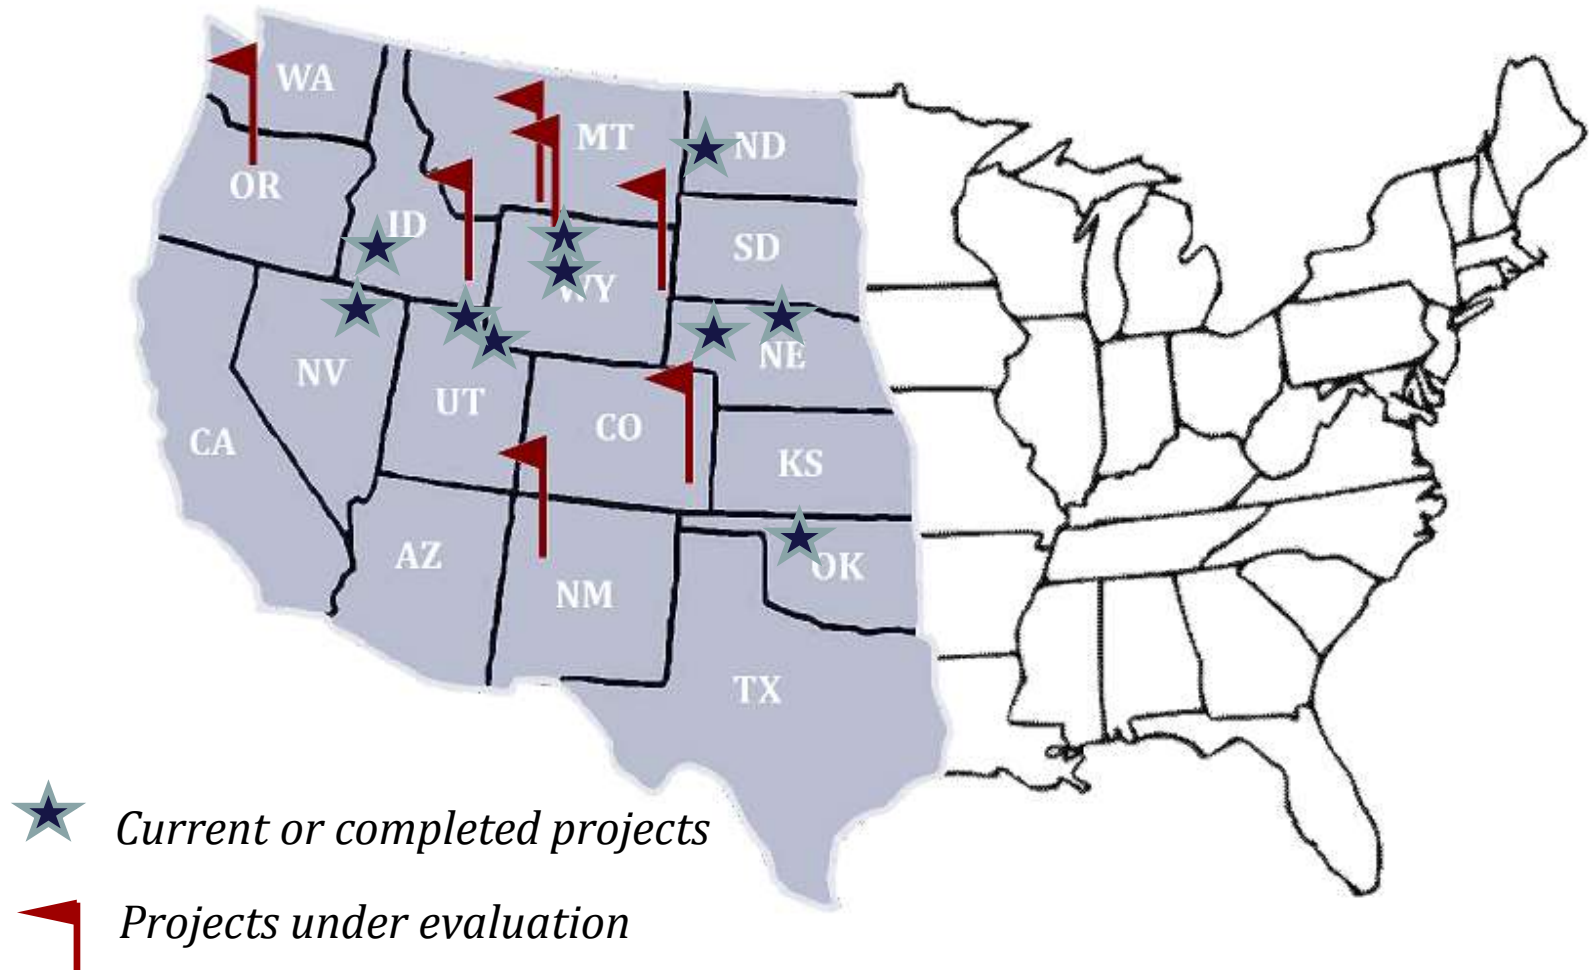 WA
MT
ND
OR
ID
SD
WY
NE
NV
UT
CO
CA
KS
AZ
OK
NM
TX
Current or completed projects
Projects under evaluation